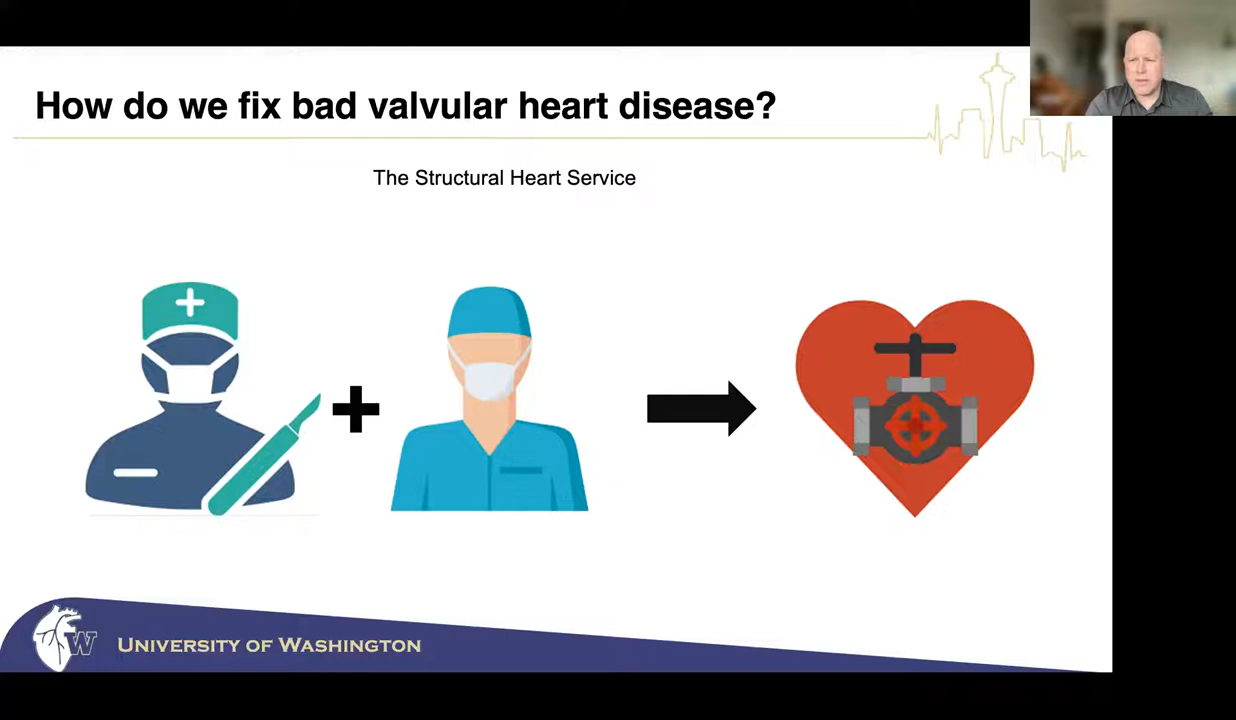 How do we fix bad valvular heart disease?
The Structural Heart Service
W
UNIVERSITY OF WASHINGTON